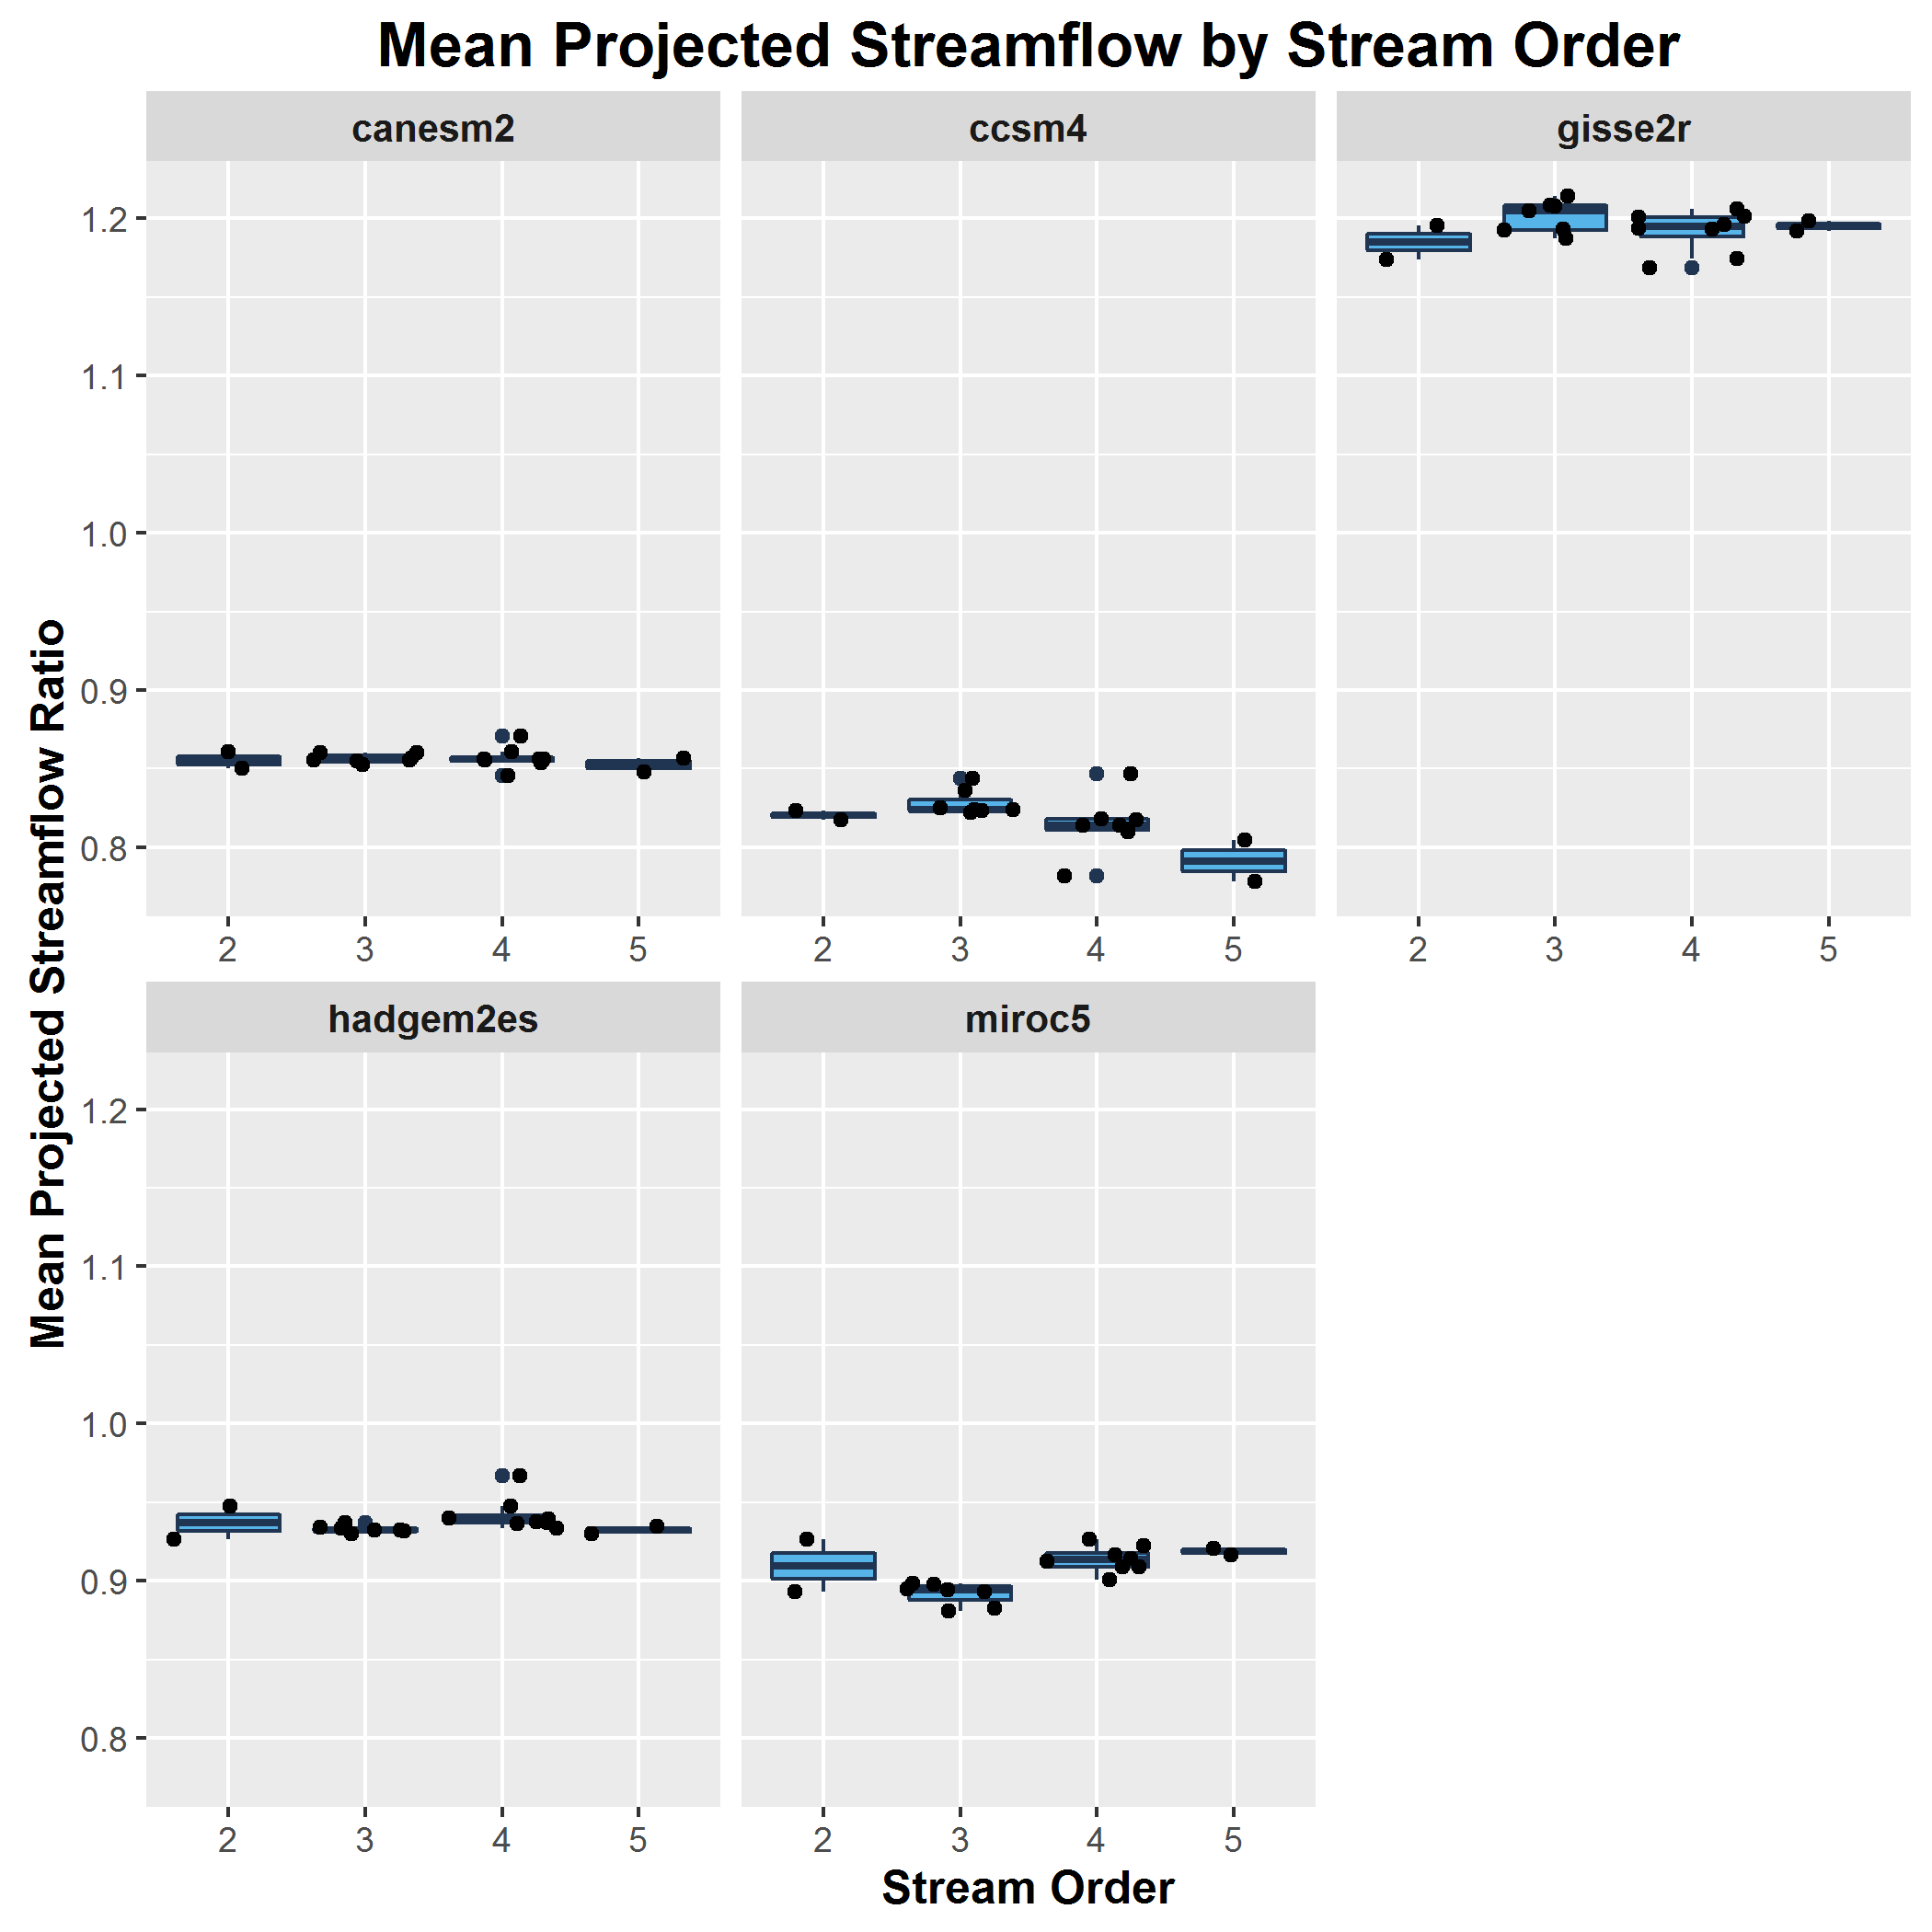 Mean Projected Streamflow by Stream Order
canesm2
ccsm4
gisse2r
Mean Projected Streamflow Ratio
1.2
1.1
1.0
0.9
0.8
2 3 4 5
2 3 4 5
2 3 4 5
hadgem2es
miroc5
1.2
1.1
1.0
0.9
0.8
2 3 4 5
2 3 4 5
Stream Order